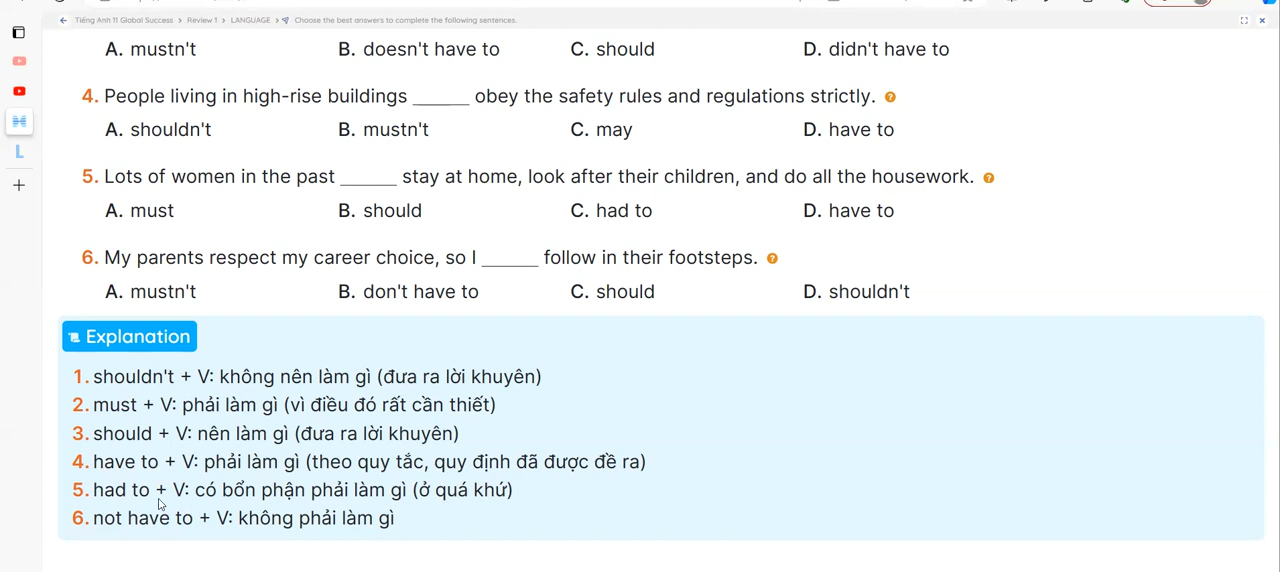 Tiếng Anh 11 Global Success > Review 1 > LANGUAGE > Choose the best answers to complete the following sentences.
A. mustn't B. doesn't have to C. should D. didn't have to
4. People living in high-rise buildings ______ obey the safety rules and regulations strictly. ?
A. shouldn't B. mustn't C. may D. have to
5. Lots of women in the past ______ stay at home, look after their children, and do all the housework. ?
A. must B. should C. had to D. have to
6. My parents respect my career choice, so I ______ follow in their footsteps. ?
A. mustn't B. don't have to C. should D. shouldn't
Explanation
1. shouldn't + V: không nên làm gì (đưa ra lời khuyên)
2. must + V: phải làm gì (vì điều đó rất cần thiết)
3. should + V: nên làm gì (đưa ra lời khuyên)
4. have to + V: phải làm gì (theo quy tắc, quy định đã được đề ra)
5. had to + V: có bổn phận phải làm gì (ở quá khứ)
6. not have to + V: không phải làm gì